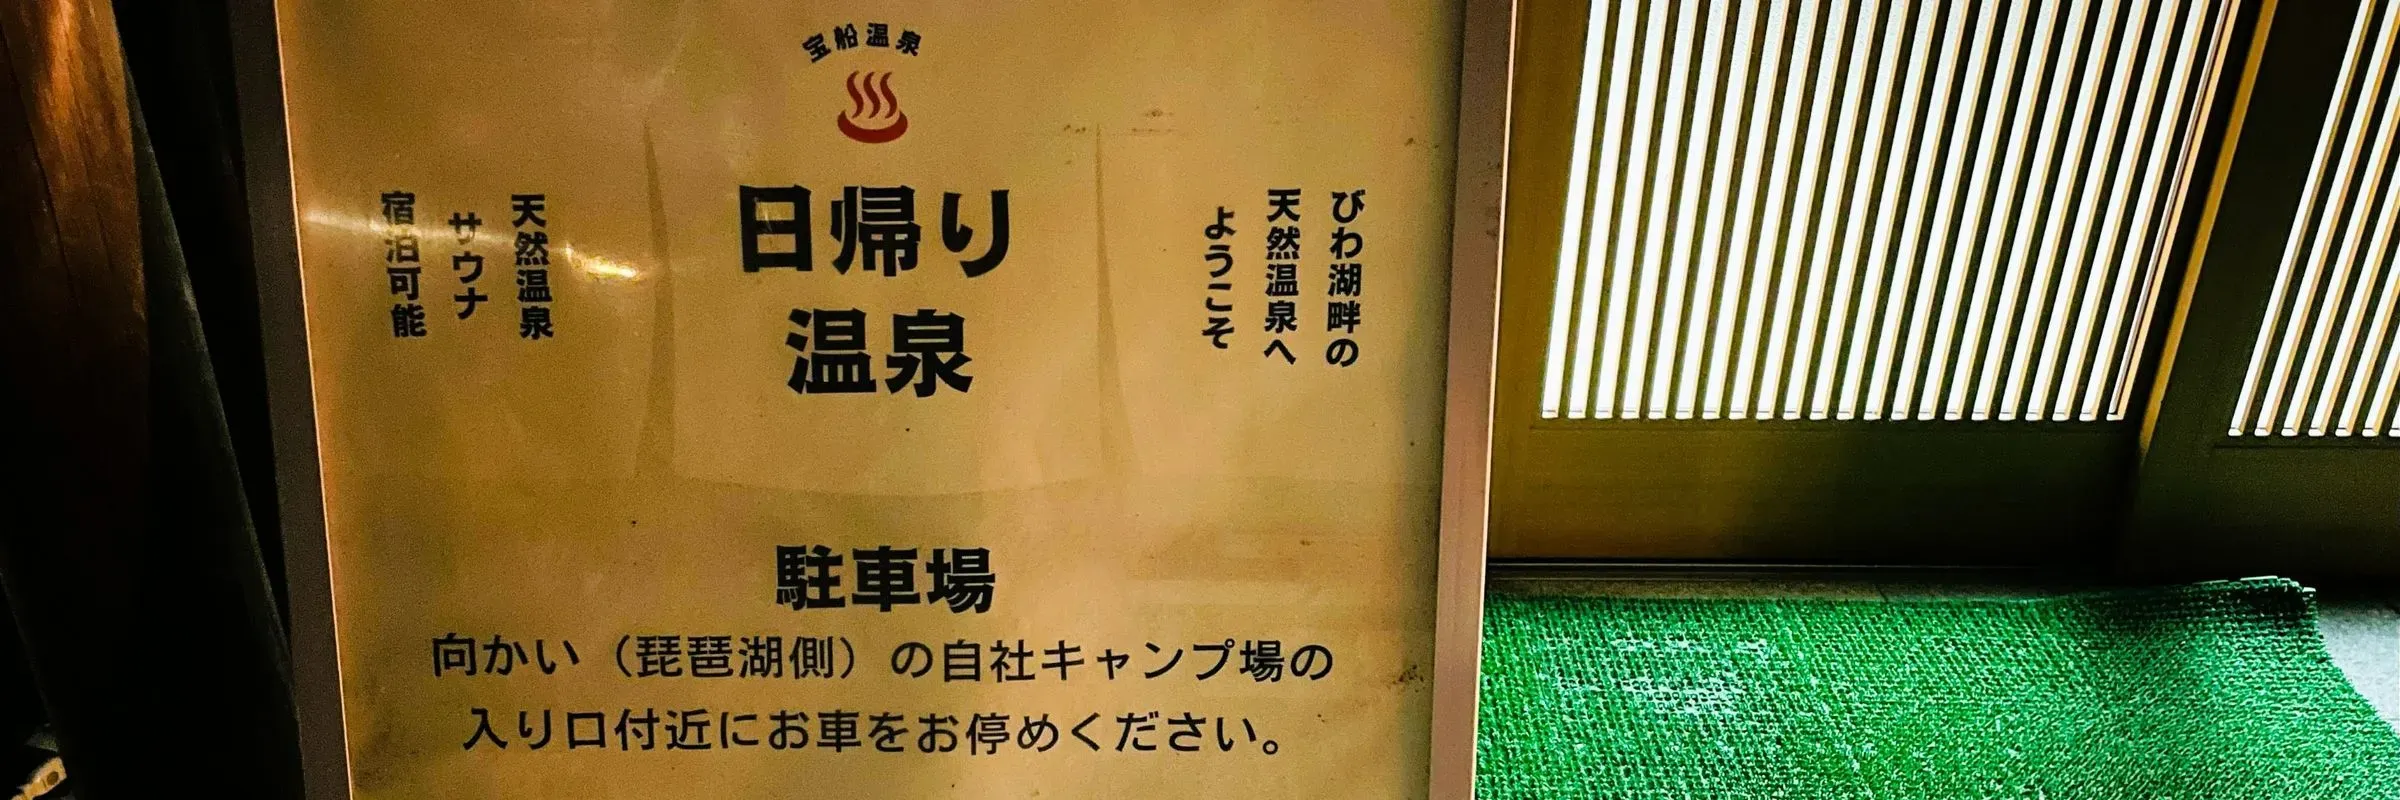 宝船温泉
日帰り
温泉
びわ湖畔の
天然温泉へ
ようこそ
天然温泉
サウナ
宿泊可能
駐車場
向かい（琵琶湖側）の自社キャンプ場の
入り口付近にお車をお停めください。